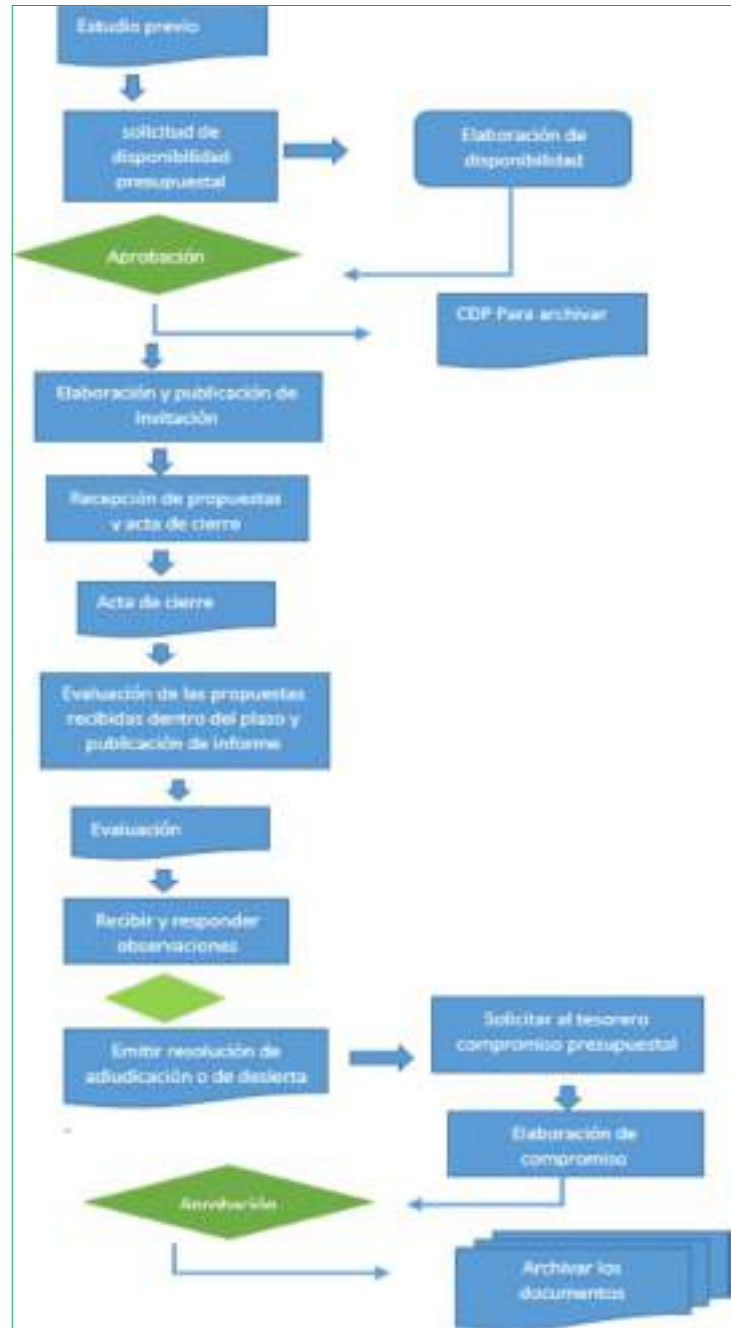 Estudio previo
solicitud de
disponibilidad
presupuestal
Elaboración de
disponibilidad
Aprobación
CDP Para archivar
Elaboración y publicación de
invitación
Recepción de propuestas
y acta de cierre
Acta de cierre
Evaluación de las propuestas
recibidas dentro del plazo y
publicación de informe
Evaluación
Recibir y responder
observaciones
Emitir resolución de
adjudicación o de desierta
Solicitar al tesorero
compromiso presupuestal
Elaboración de
compromiso
Aprobación
Archivar los
documentos